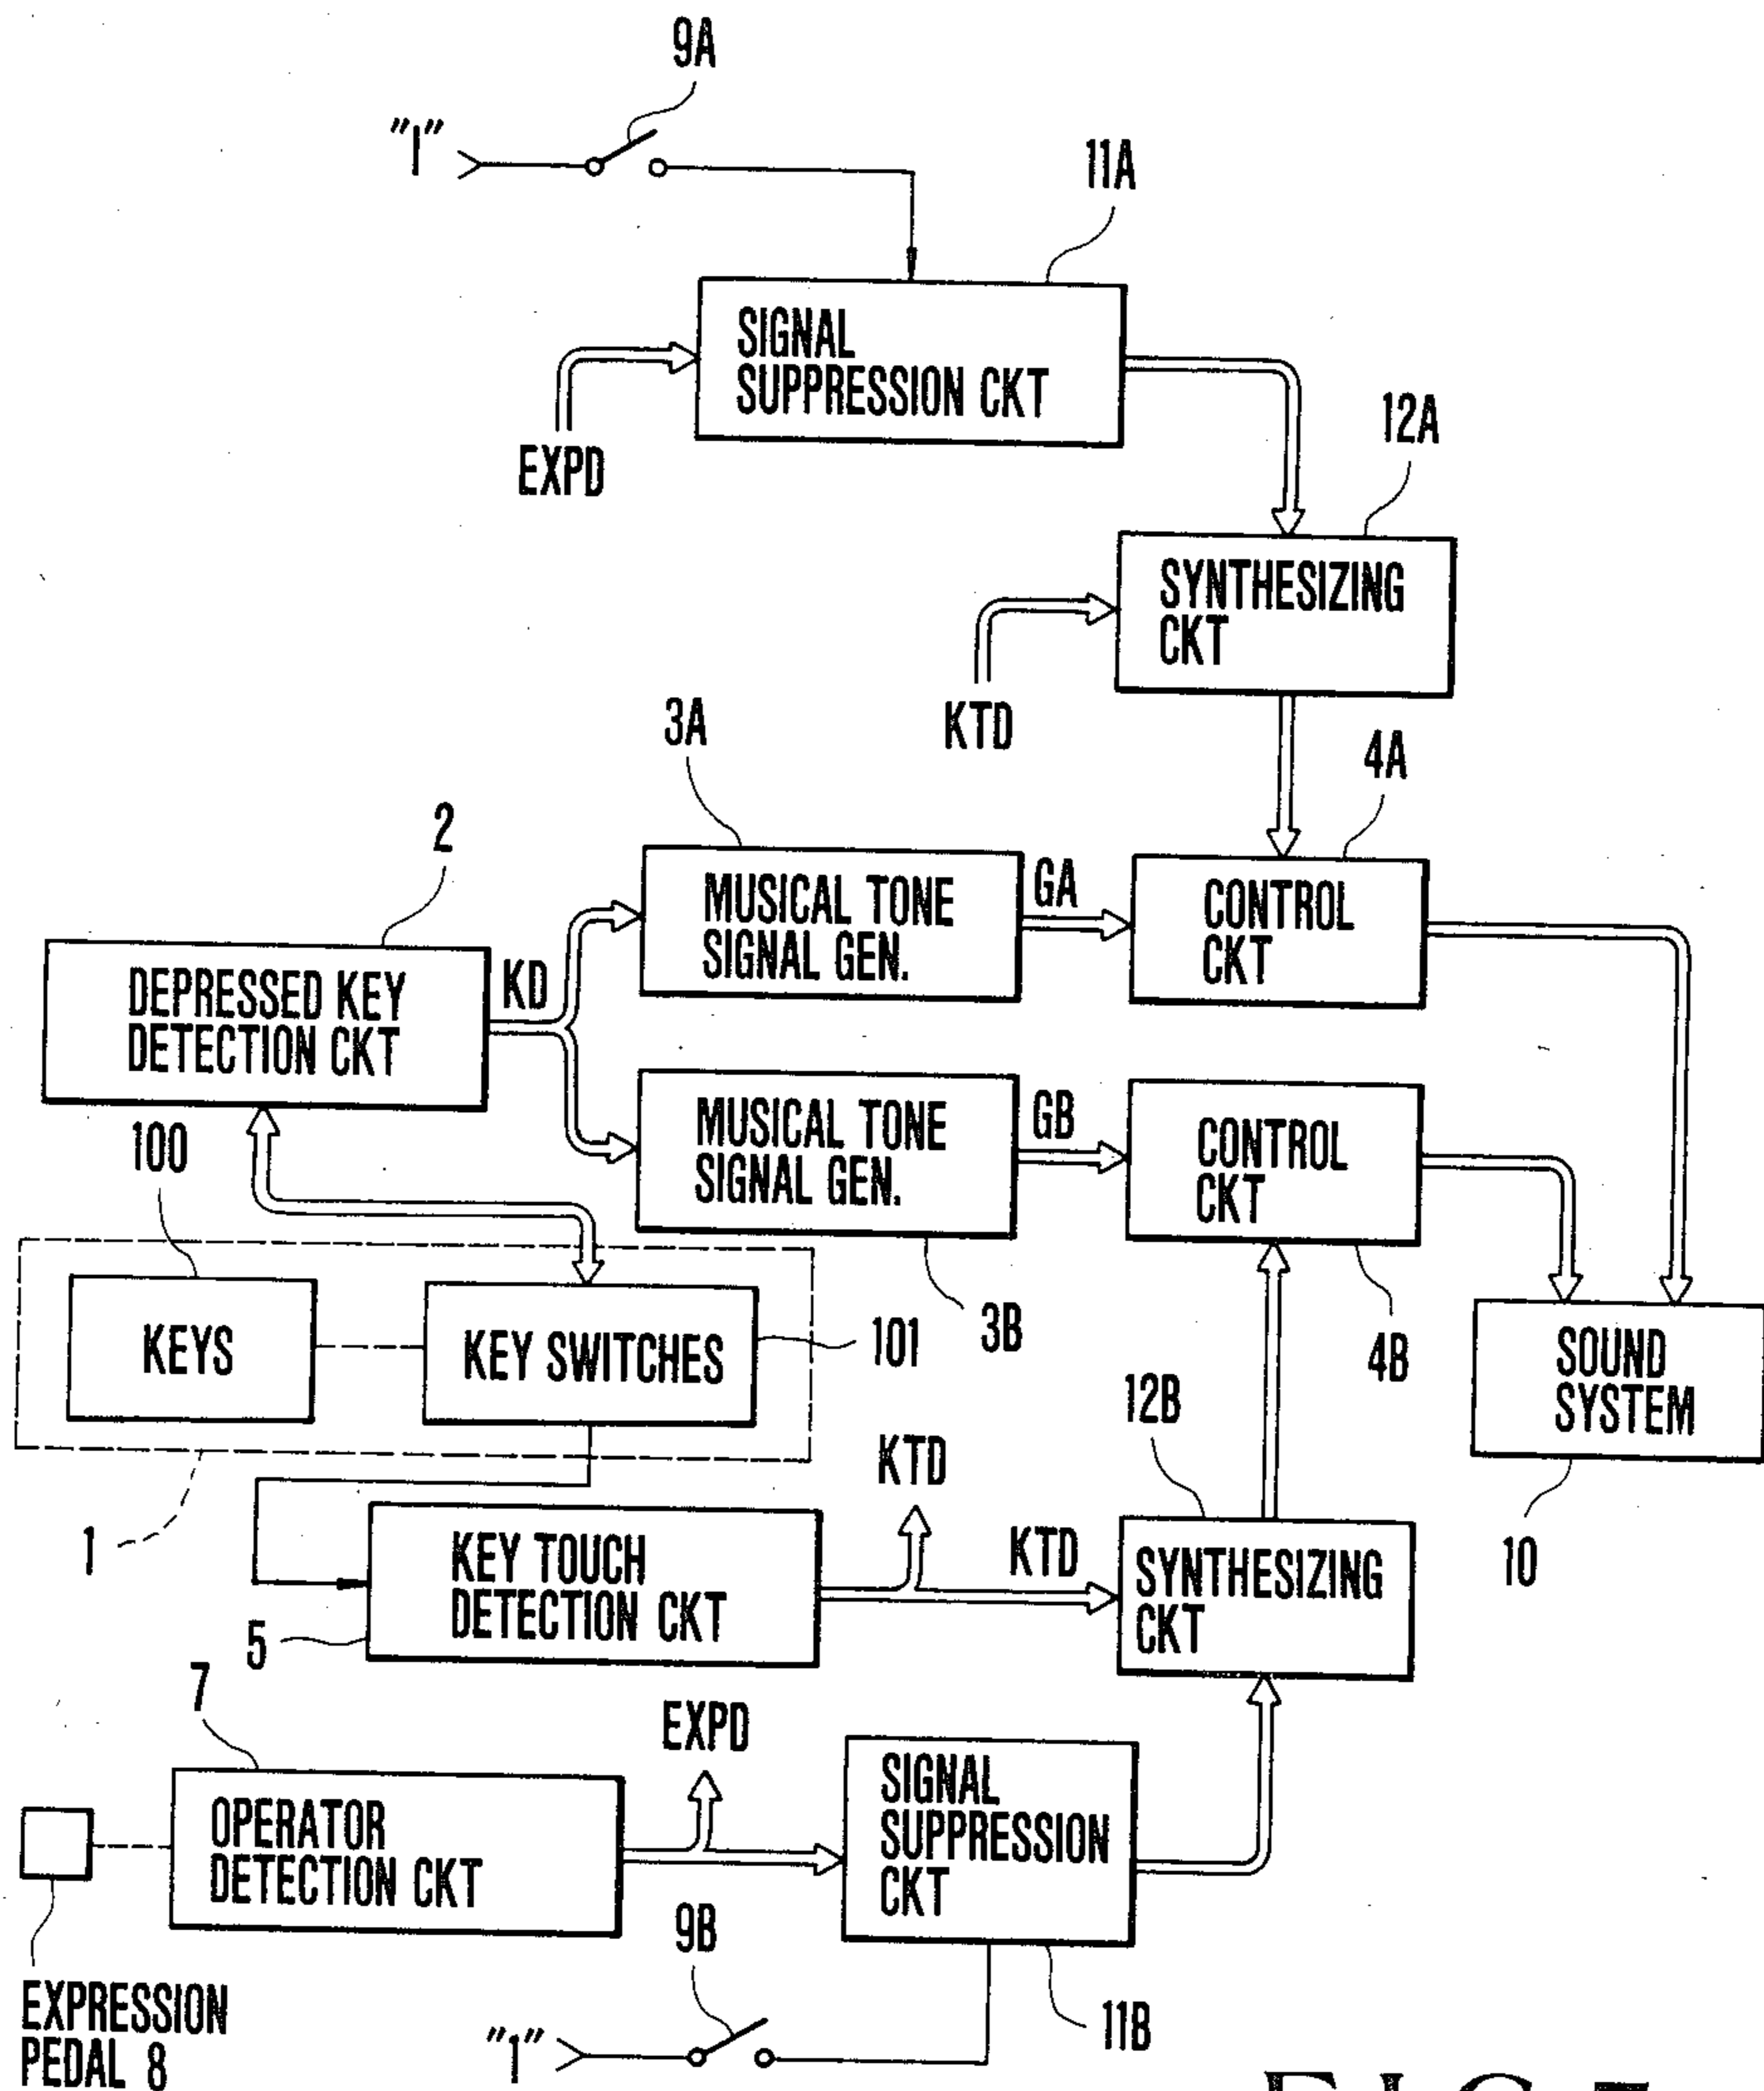 9A
"1"
11A
SIGNAL
SUPPRESSION CKT
EXPD
12A
SYNTHESIZING
CKT
KTD
3A
4A
2
MUSICAL TONE
SIGNAL GEN.
GA
CONTROL
CKT
DEPRESSED KEY
DETECTION CKT
KD
MUSICAL TONE
SIGNAL GEN.
GB
CONTROL
CKT
100
KEYS
KEY SWITCHES
101
3B
4B
SOUND
SYSTEM
12B
KTD
1
KEY TOUCH
DETECTION CKT
KTD
SYNTHESIZING
CKT
10
5
7
EXPD
OPERATOR
DETECTION CKT
SIGNAL
SUPPRESSION
CKT
9B
EXPRESSION
PEDAL 8
"1"
11B